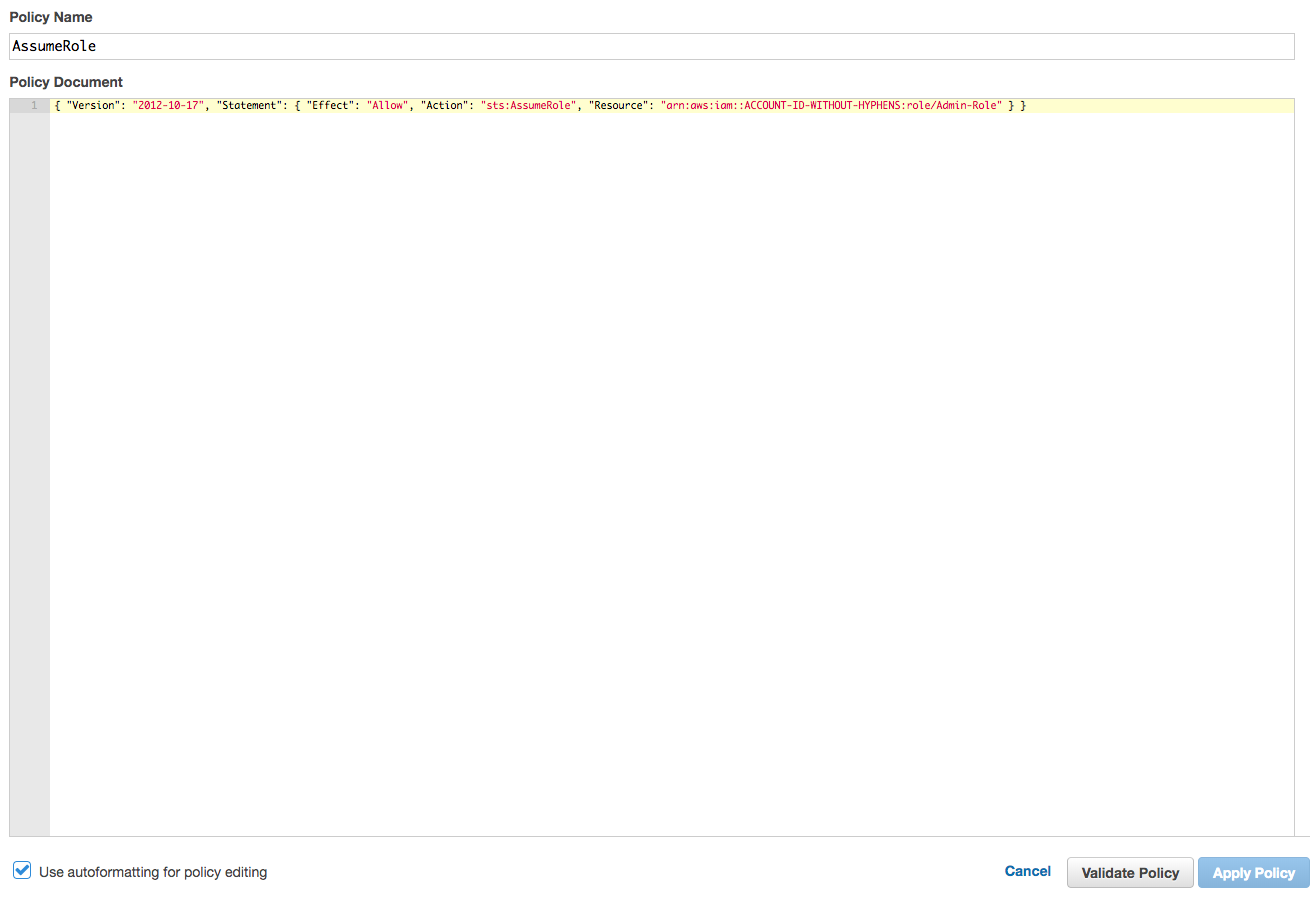 Policy Name
AssumeRole
Policy Document
1 { "Version": "2012-10-17", "Statement": { "Effect": "Allow", "Action": "sts:AssumeRole", "Resource": "arn:aws:iam::ACCOUNT-ID-WITHOUT-HYPHENS:role/Admin-Role" } }
Use autoformatting for policy editing
Cancel
Validate Policy
Apply Policy